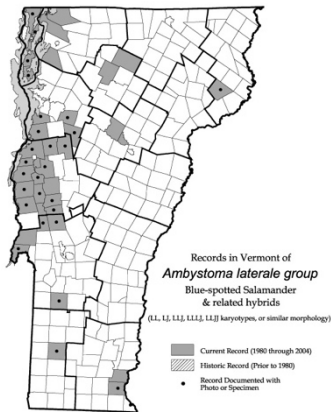 Records in Vermont of
Ambystoma laterale group
Blue-spotted Salamander
& related hybrids
(LL, LJ, LLJ, LLLJ, LLJJ karyotypes, or similar morphology)
Current Record (1980 through 2004)
Historic Record (Prior to 1980)
Record Documented with
Photo or Specimen